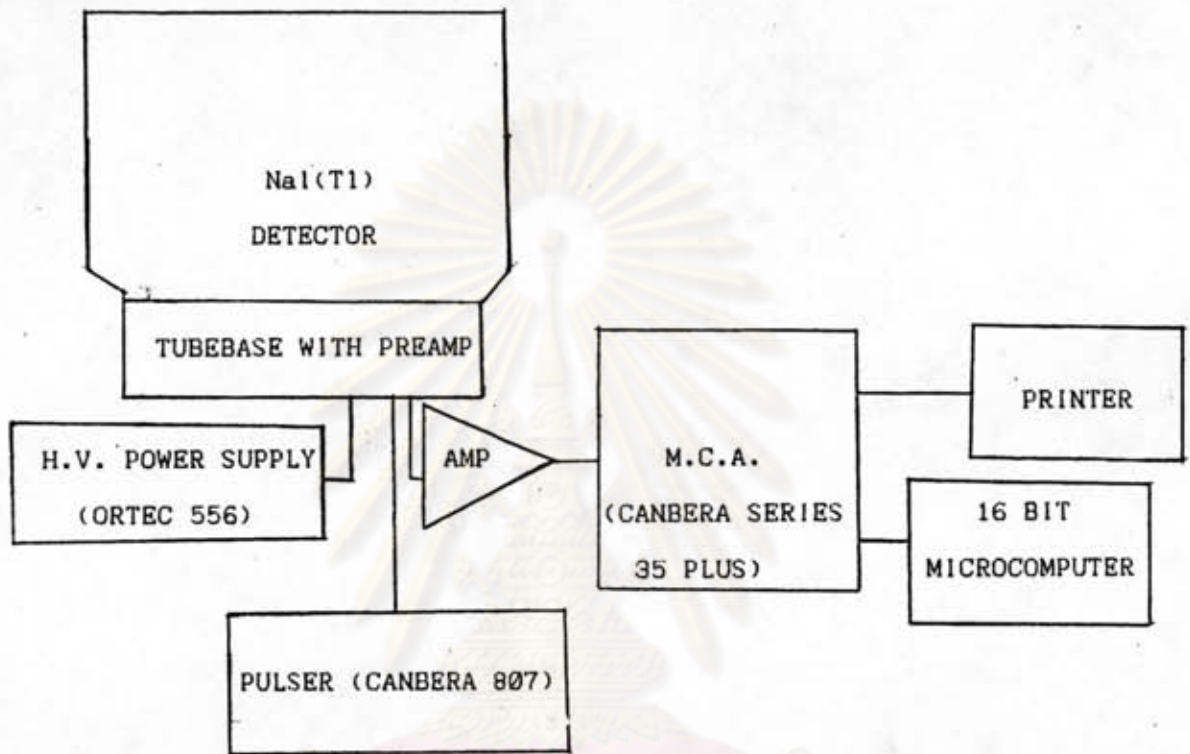 NaI(Tl)
DETECTOR
TUBEBASE WITH PREAMP
H.V. POWER SUPPLY
(ORTEC 556)
AMP
M.C.A.
(CANBERA SERIES
35 PLUS)
PRINTER
16 BIT
MICROCOMPUTER
PULSER (CANBERA 807)